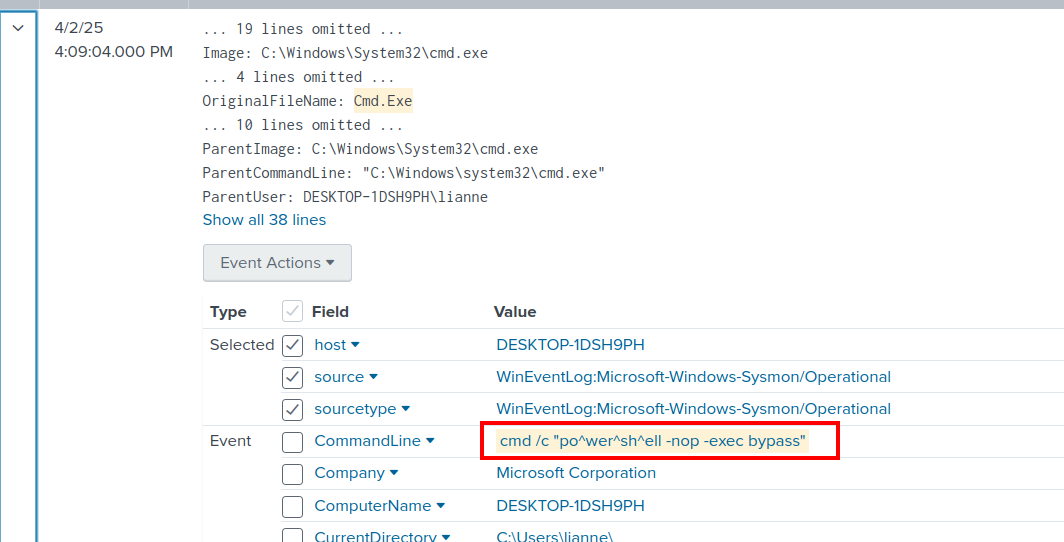 4/2/25 ... 19 lines omitted ...
4:09:04.000 PM Image: C:\Windows\System32\cmd.exe
... 4 lines omitted ...
OriginalFileName: Cmd.Exe
... 10 lines omitted ...
ParentImage: C:\Windows\System32\cmd.exe
ParentCommandLine: "C:\Windows\system32\cmd.exe"
ParentUser: DESKTOP-1DSH9PH\lianne
Show all 38 lines
Event Actions
Type Field Value
Selected host DESKTOP-1DSH9PH
source WinEventLog:Microsoft-Windows-Sysmon/Operational
sourcetype WinEventLog:Microsoft-Windows-Sysmon/Operational
Event CommandLine cmd /c "po^wer^sh^ell -nop -exec bypass"
Company Microsoft Corporation
ComputerName DESKTOP-1DSH9PH
CurrentDirectory C:\Users\lianne\